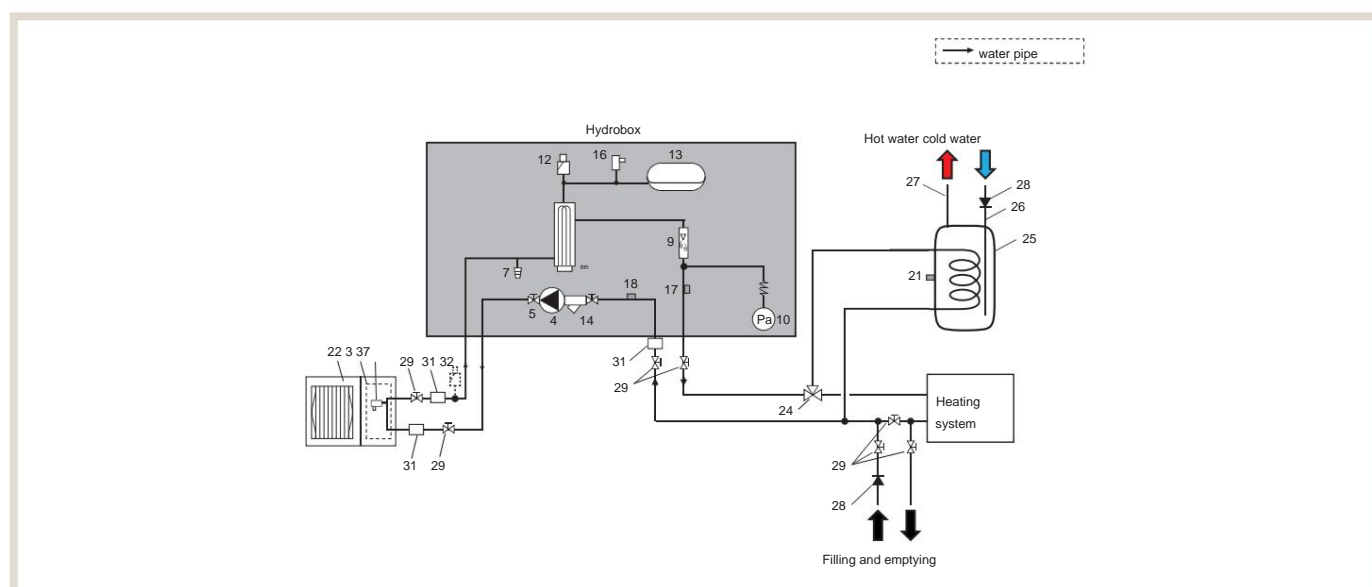 water pipe
Hydrobox
Hot water cold water
12
16
13
27
28
26
25
9
7
6th
18
17
21
5
4
14
Pa 10
31
22 3 37
29
31 32
29
24
Heating
system
31
29
29
28
Filling and emptying